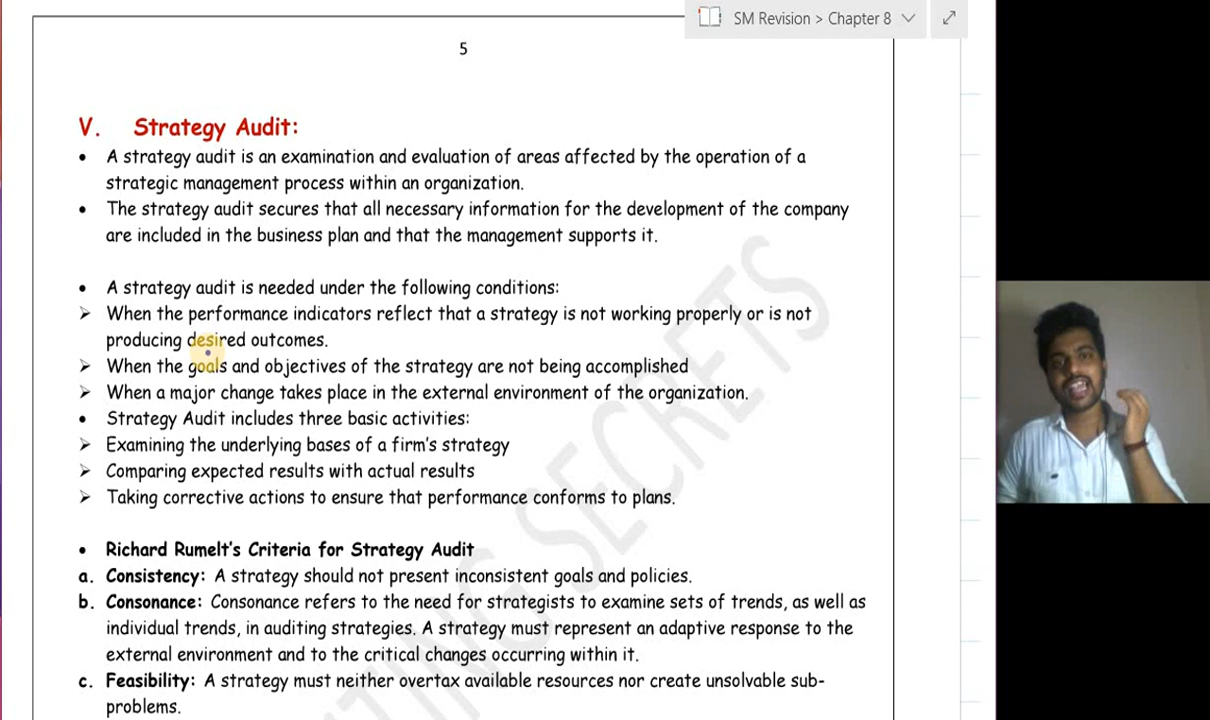 SM Revision > Chapter 8
5
V. Strategy Audit:
• A strategy audit is an examination and evaluation of areas affected by the operation of a
strategic management process within an organization.
• The strategy audit secures that all necessary information for the development of the company
are included in the business plan and that the management supports it.
• A strategy audit is needed under the following conditions:
➢ When the performance indicators reflect that a strategy is not working properly or is not
producing desired outcomes.
➢ When the goals and objectives of the strategy are not being accomplished
➢ When a major change takes place in the external environment of the organization.
• Strategy Audit includes three basic activities:
➢ Examining the underlying bases of a firm's strategy
➢ Comparing expected results with actual results
➢ Taking corrective actions to ensure that performance conforms to plans.
• Richard Rumelt's Criteria for Strategy Audit
a. Consistency: A strategy should not present inconsistent goals and policies.
b. Consonance: Consonance refers to the need for strategists to examine sets of trends, as well as
individual trends, in auditing strategies. A strategy must represent an adaptive response to the
external environment and to the critical changes occurring within it.
c. Feasibility: A strategy must neither overtax available resources nor create unsolvable sub-
problems.
SECRETS